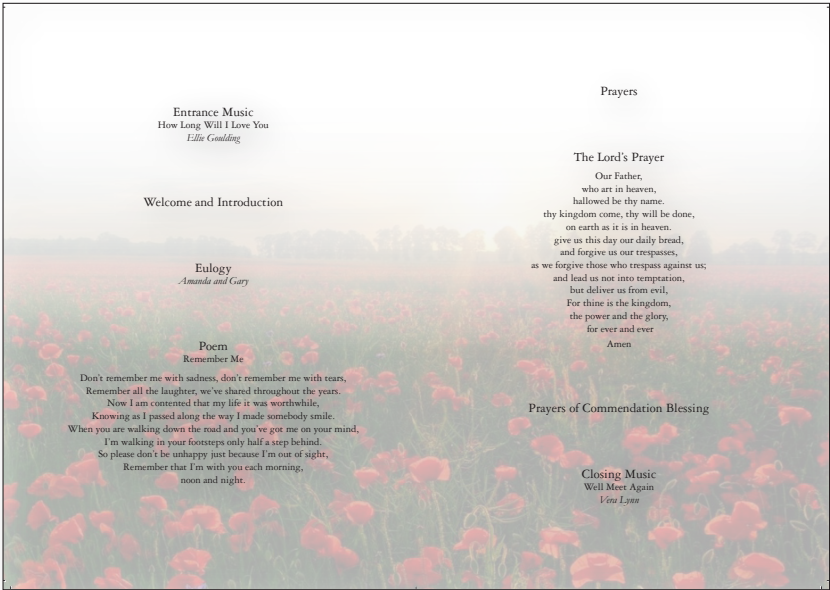 Entrance Music
How Long Will I Love You
Ellie Goulding
Welcome and Introduction
Eulogy
Amanda and Gary
Poem
Remember Me
Don't remember me with sadness, don't remember me with tears,
Remember all the laughter, we've shared throughout the years.
Now I am contented that my life it was worthwhile,
Knowing as I passed along the way I made somebody smile.
When you are walking down the road and you've got me on your mind,
I'm walking in your footsteps only half a step behind.
So please don't be unhappy just because I'm out of sight,
Remember that I'm with you each morning,
noon and night.
Prayers
The Lord's Prayer
Our Father,
who art in heaven,
hallowed be thy name.
thy kingdom come, thy will be done,
on earth as it is in heaven.
give us this day our daily bread,
and forgive us our trespasses,
as we forgive those who trespass against us;
and lead us not into temptation,
but deliver us from evil,
For thine is the kingdom,
the power and the glory,
for ever and ever
Amen
Prayers of Commendation Blessing
Closing Music
Well Meet Again
Vera Lynn